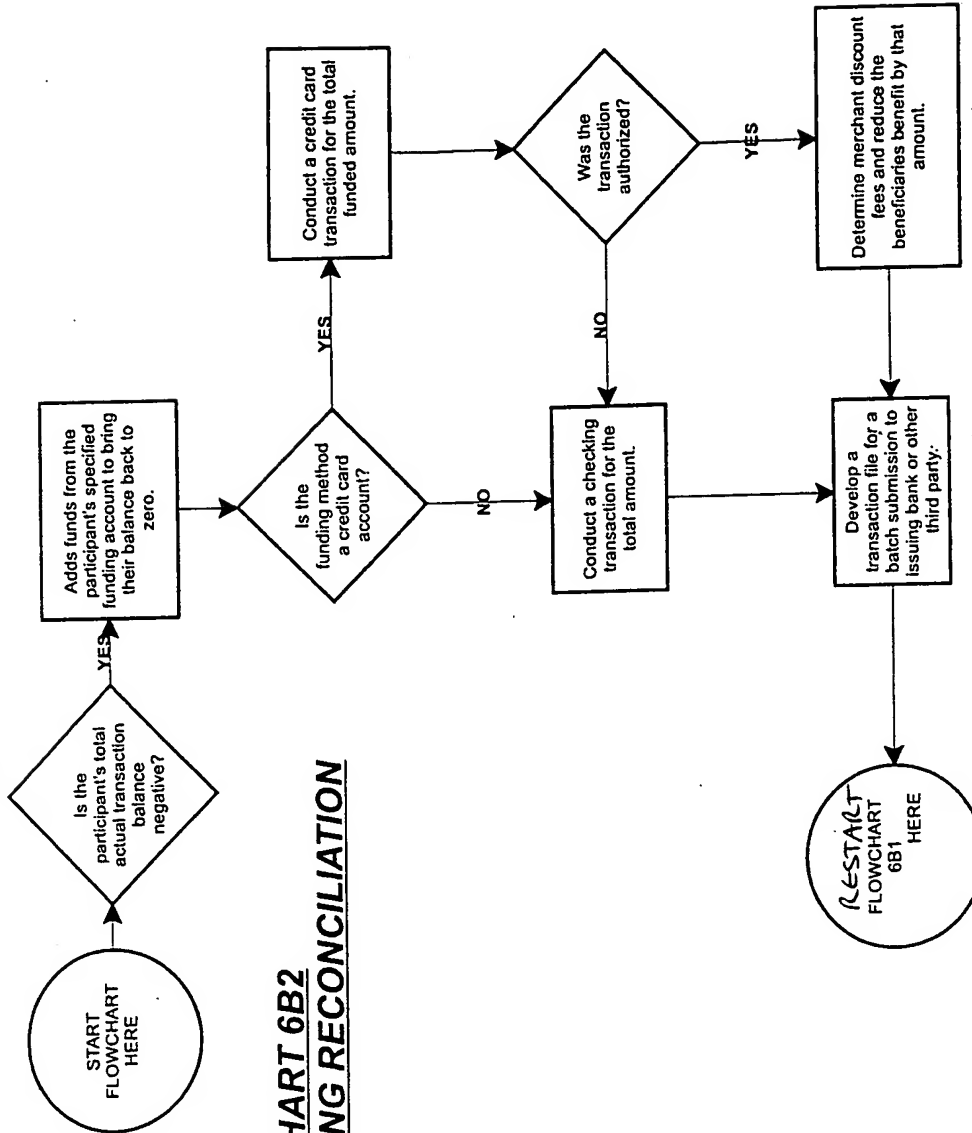 START
FLOWCHART
HERE
Is the
participant's total
actual transaction
balance
negative?
YES
Adds funds from the
participant's specified
funding account to bring
their balance back to
zero.
Is the
funding method
a credit card
account?
YES
NO
Conduct a credit card
transaction for the total
funded amount.
Was the
transaction
authorized?
NO
YES
Conduct a checking
transaction for the
total amount.
Determine merchant discount
fees and reduce the
beneficiaries benefit by that
amount.
Develop a
transaction file for a
batch submission to
issuing bank or other
third party.
RESTART
FLOWCHART
6B1
HERE
HART 6B2
NG RECONCILIATION